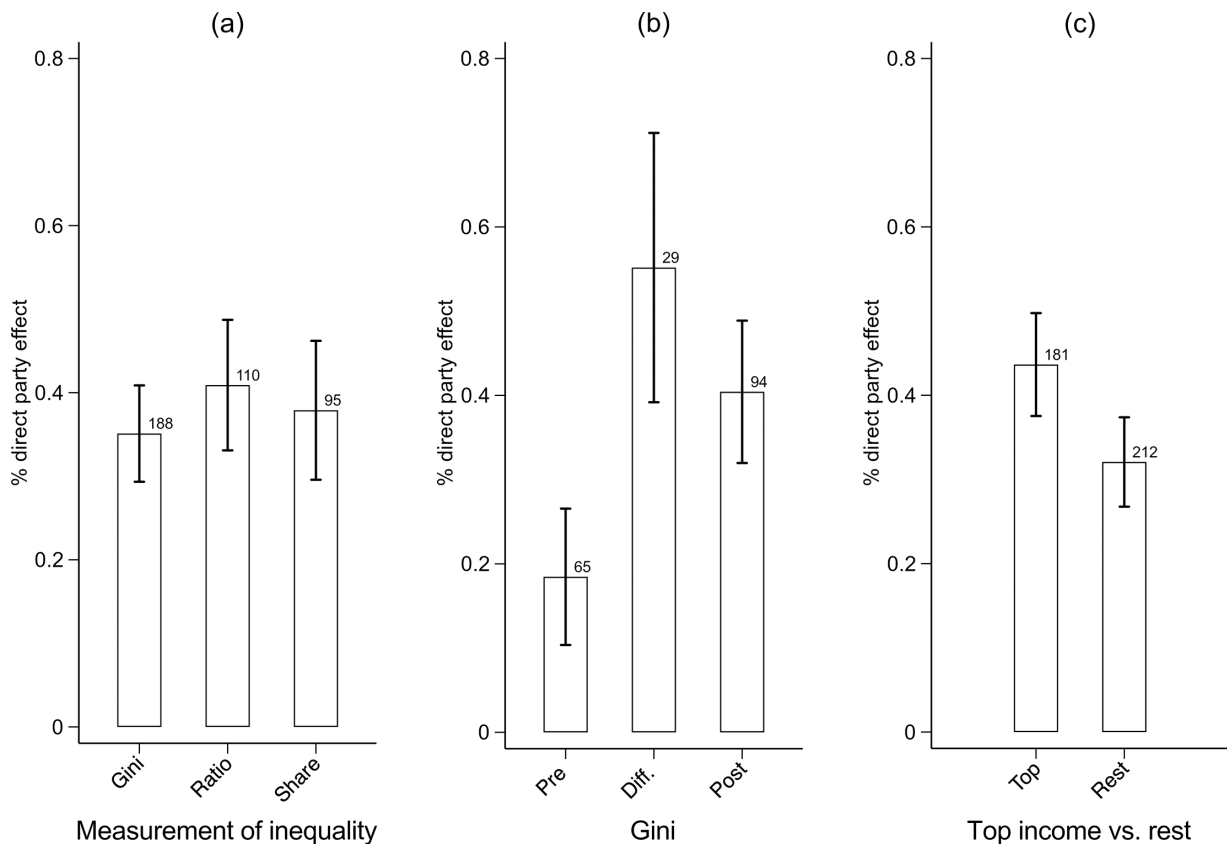 (a)
% direct party effect
0.8
0.6
0.4
0.2
0
188
110
95
Gini
Ratio
Share
Measurement of inequality
(b)
% direct party effect
0.8
0.6
0.4
0.2
0
65
29
94
Pre
Diff.
Post
Gini
(c)
% direct party effect
0.8
0.6
0.4
0.2
0
181
212
Top
Rest
Top income vs. rest